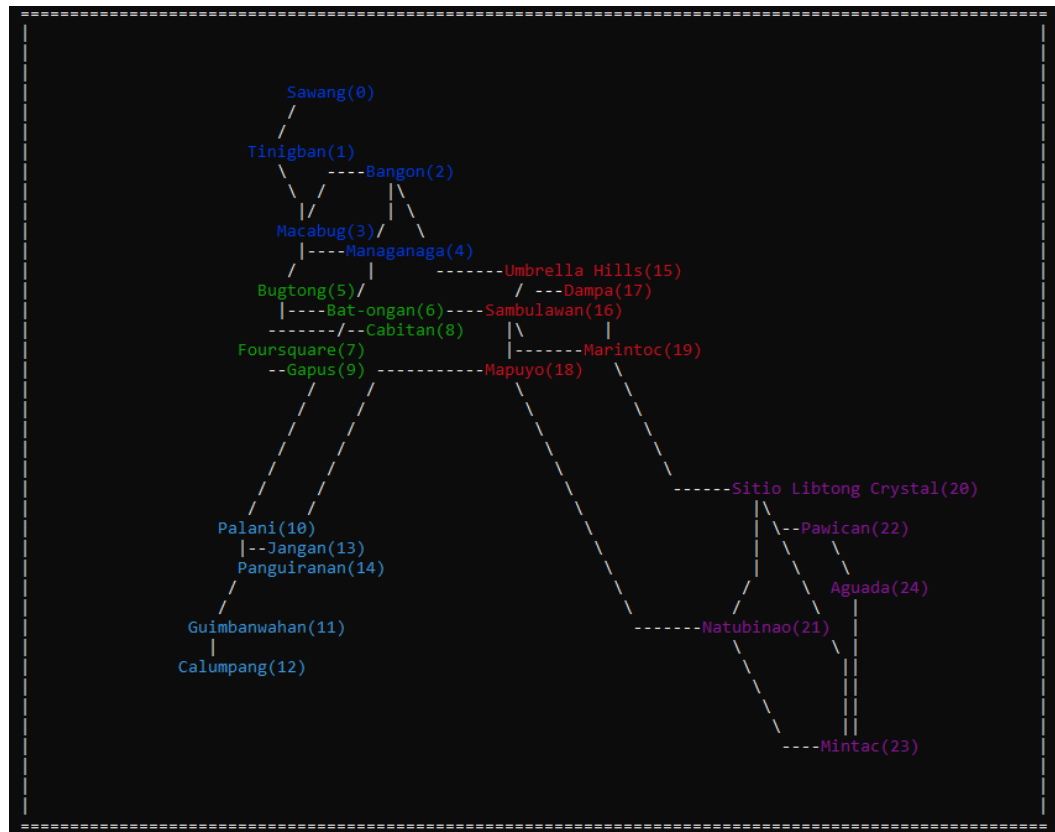 Sawang(0)
Tinigban(1)
Bangon(2)
Macabug(3)
Managanaga(4)
Umbrella Hills(15)
Bugtong(5) Dampa(17)
Bat-ongan(6) Sambulawan(16)
Cabitan(8)
Foursquare(7) Marintoc(19)
Gapus(9) Mapuyo(18)
Sitio Libtong Crystal(20)
Palani(10) Pawican(22)
Jangan(13)
Panguiranan(14)
Aguada(24)
Guimbanwahan(11) Natubinao(21)
Calumpang(12)
Mintac(23)